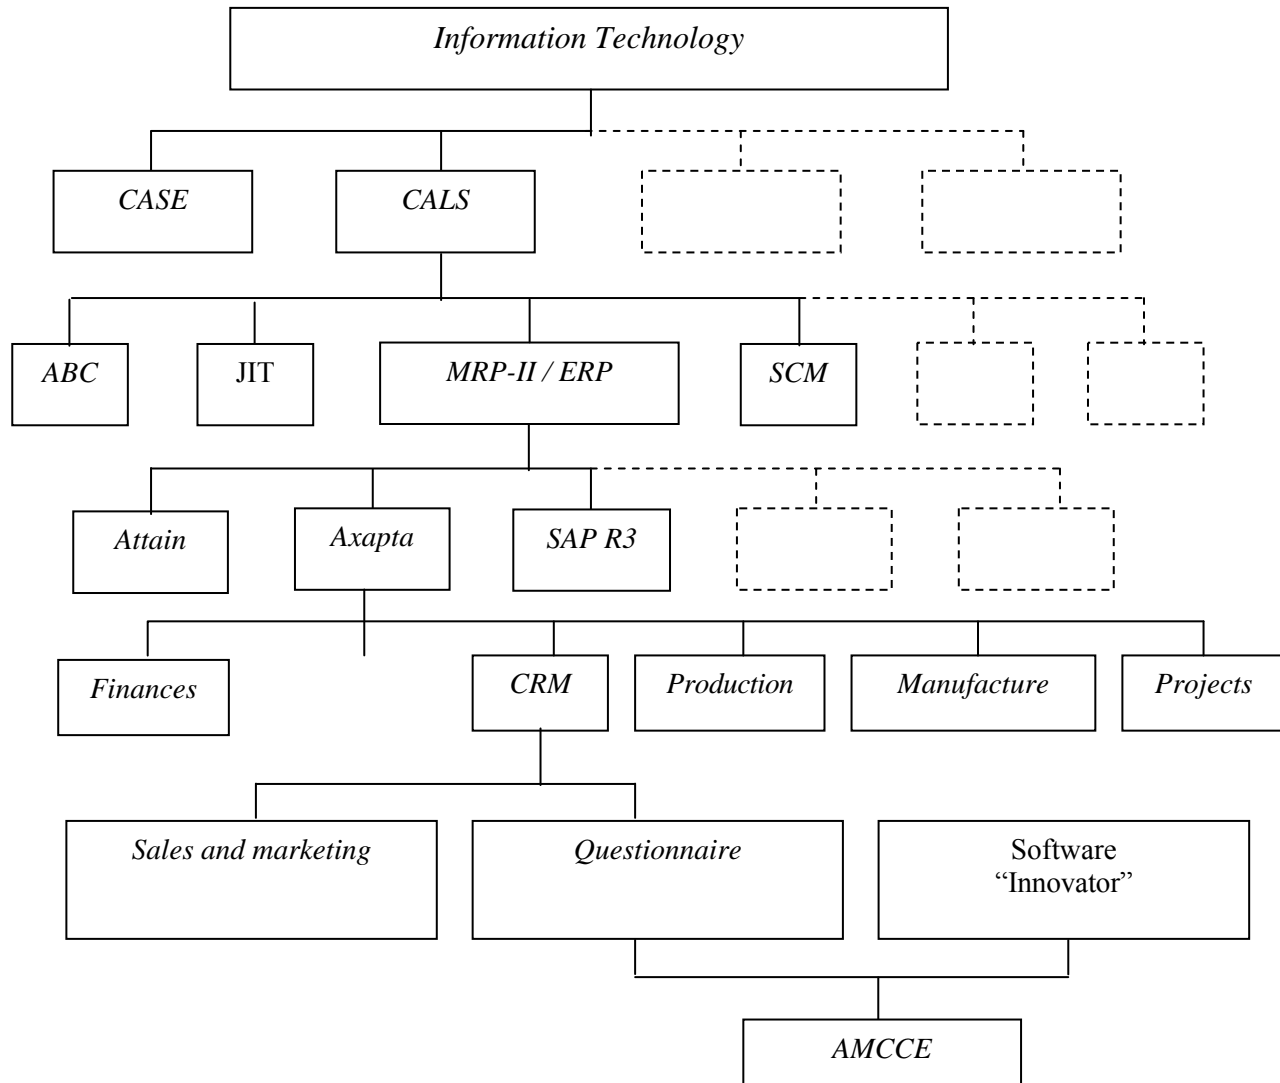 Information Technology
CASE
CALS
ABC
JIT
MRP-II / ERP
SCM
Attain
Axapta
SAP R3
Finances
CRM
Production
Manufacture
Projects
Sales and marketing
Questionnaire
Software
“Innovator”
AMCCE